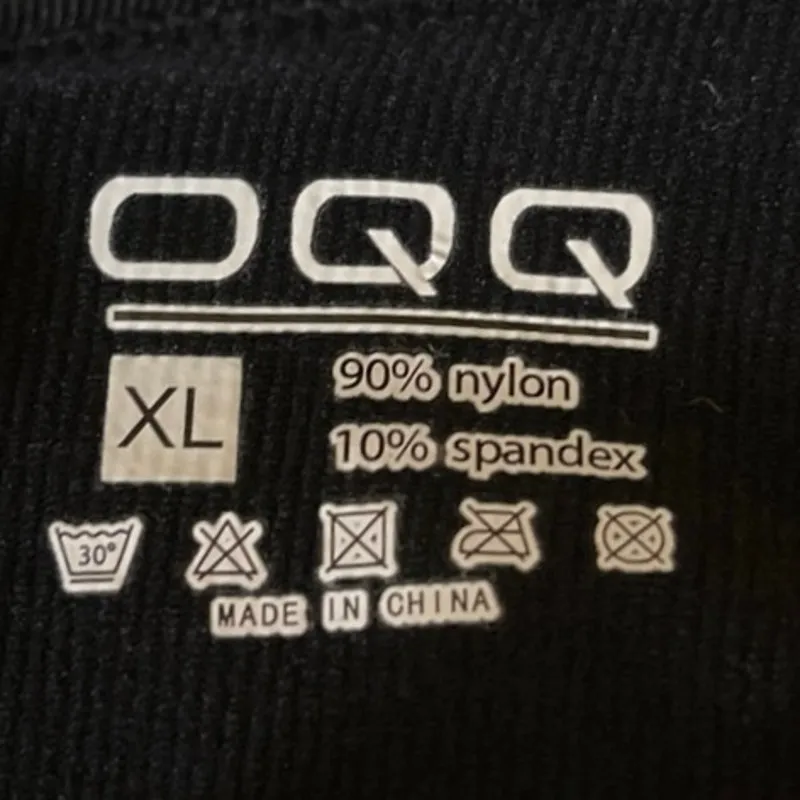 OQQ
XL
90% nylon
10% spandex
30°
MADE IN CHINA